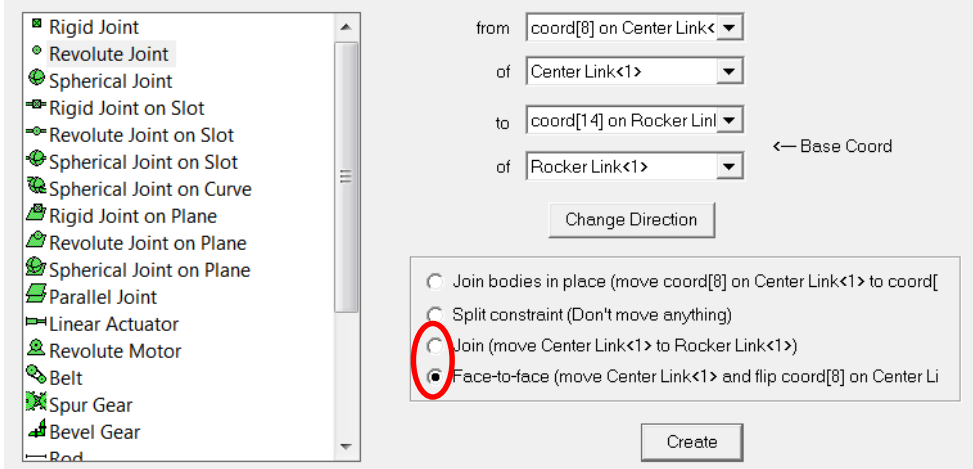 Rigid Joint
Revolute Joint
Spherical Joint
Rigid Joint on Slot
Revolute Joint on Slot
Spherical Joint on Slot
Spherical Joint on Curve
Rigid Joint on Plane
Revolute Joint on Plane
Spherical Joint on Plane
Parallel Joint
Linear Actuator
Revolute Motor
Belt
Spur Gear
Bevel Gear
Rod
from coord[8] on Center Link<
of Center Link<1>
to coord[14] on Rocker Linl
<— Base Coord
of Rocker Link<1>
Change Direction
Join bodies in place (move coord[8] on Center Link<1> to coord[
Split constraint (Don't move anything)
Join (move Center Link<1> to Rocker Link<1>)
Face-to-face (move Center Link<1> and flip coord[8] on Center Li
Create